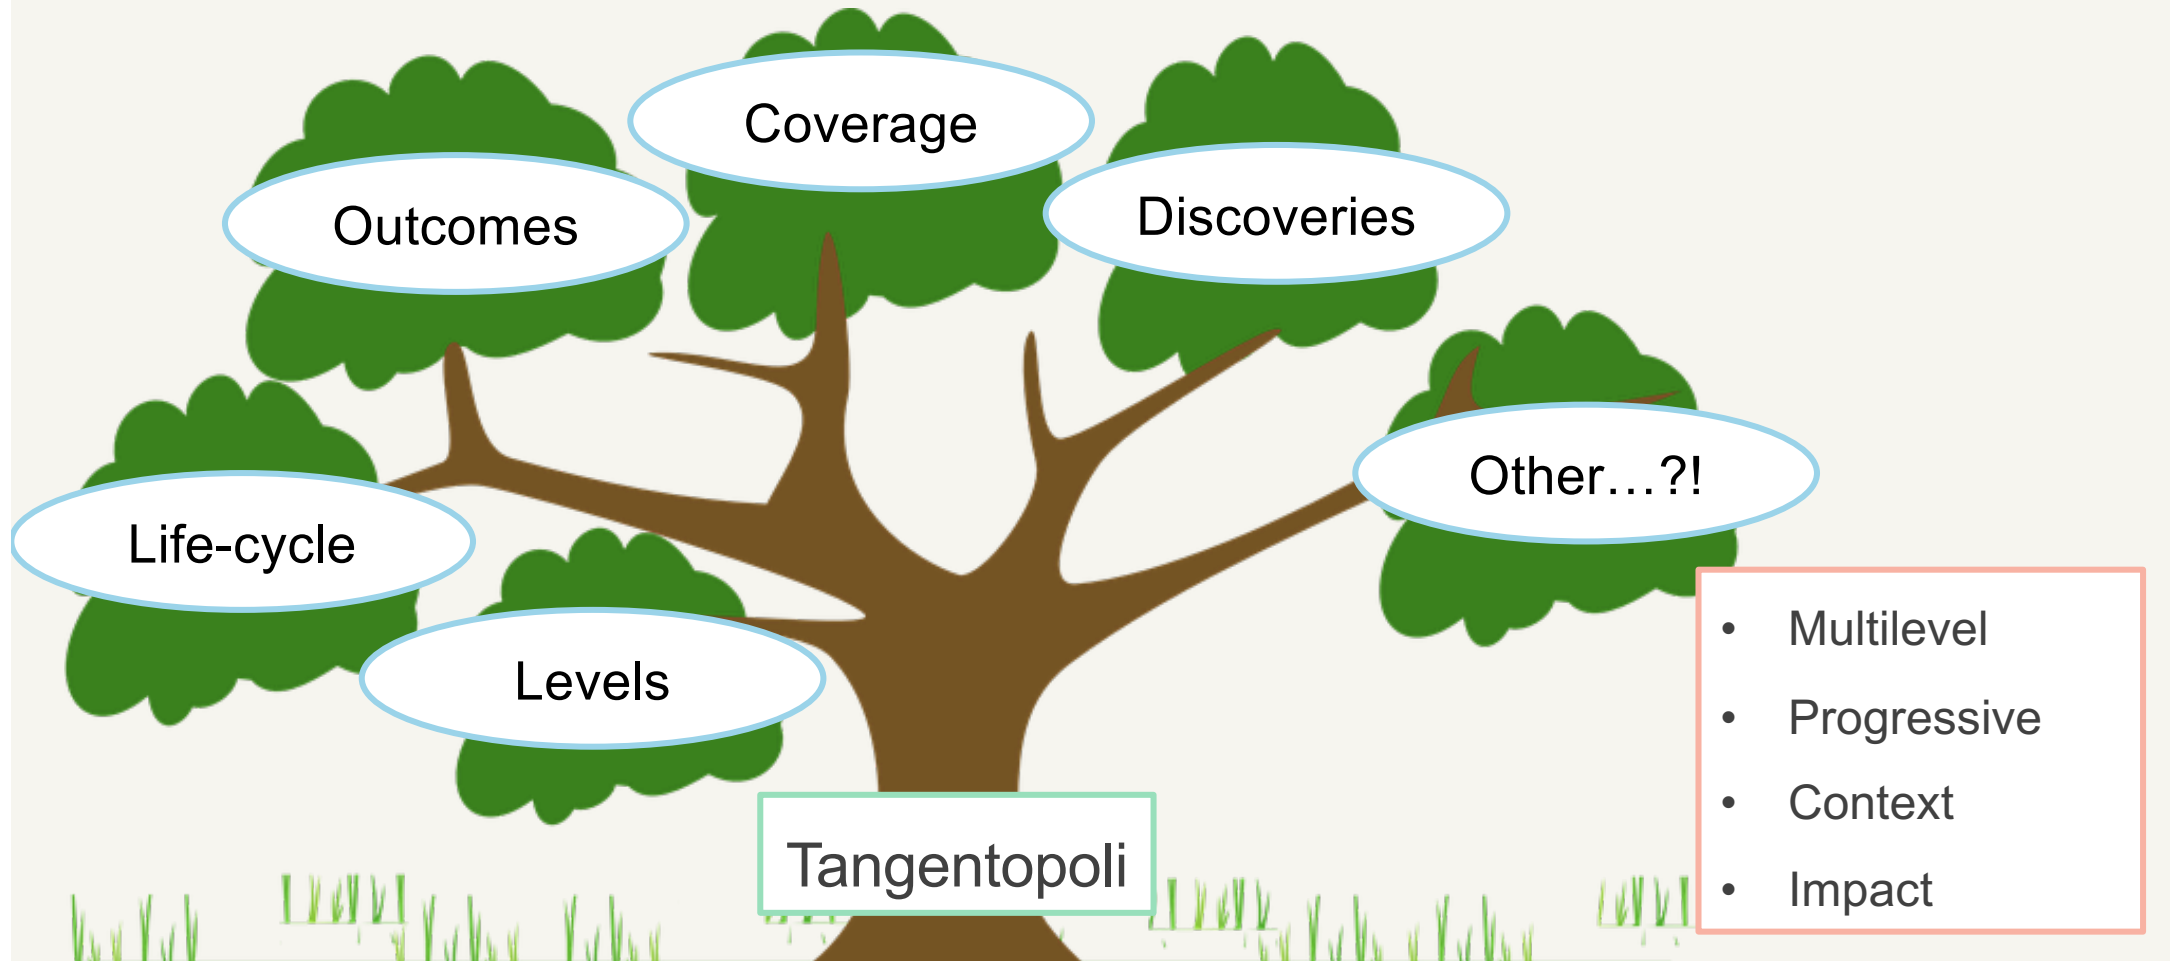 Coverage
Outcomes
Discoveries
Other…?!
Life-cycle
Levels
Tangentopoli
• Multilevel
• Progressive
• Context
• Impact